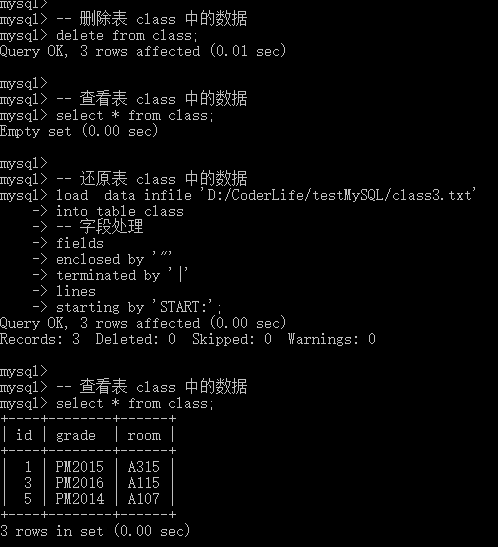 mysql>
mysql> -- 删除表 class 中的数据
mysql> delete from class;
Query OK, 3 rows affected (0.01 sec)
mysql>
mysql> -- 查看表 class 中的数据
mysql> select * from class;
Empty set (0.00 sec)
mysql>
mysql> -- 还原表 class 中的数据
mysql> load  data infile 'D:/CoderLife/testMySQL/class3.txt'
    -> into table class
    -> -- 字段处理
    -> fields
    -> enclosed by '"'
    -> terminated by '|'
    -> lines
    -> starting by 'START:';
Query OK, 3 rows affected (0.00 sec)
Records: 3  Deleted: 0  Skipped: 0  Warnings: 0
mysql>
mysql> -- 查看表 class 中的数据
mysql> select * from class;
+----+--------+------+
| id | grade  | room |
+----+--------+------+
|  1 | PM2015 | A315 |
|  3 | PM2016 | A115 |
|  5 | PM2014 | A107 |
+----+--------+------+
3 rows in set (0.00 sec)